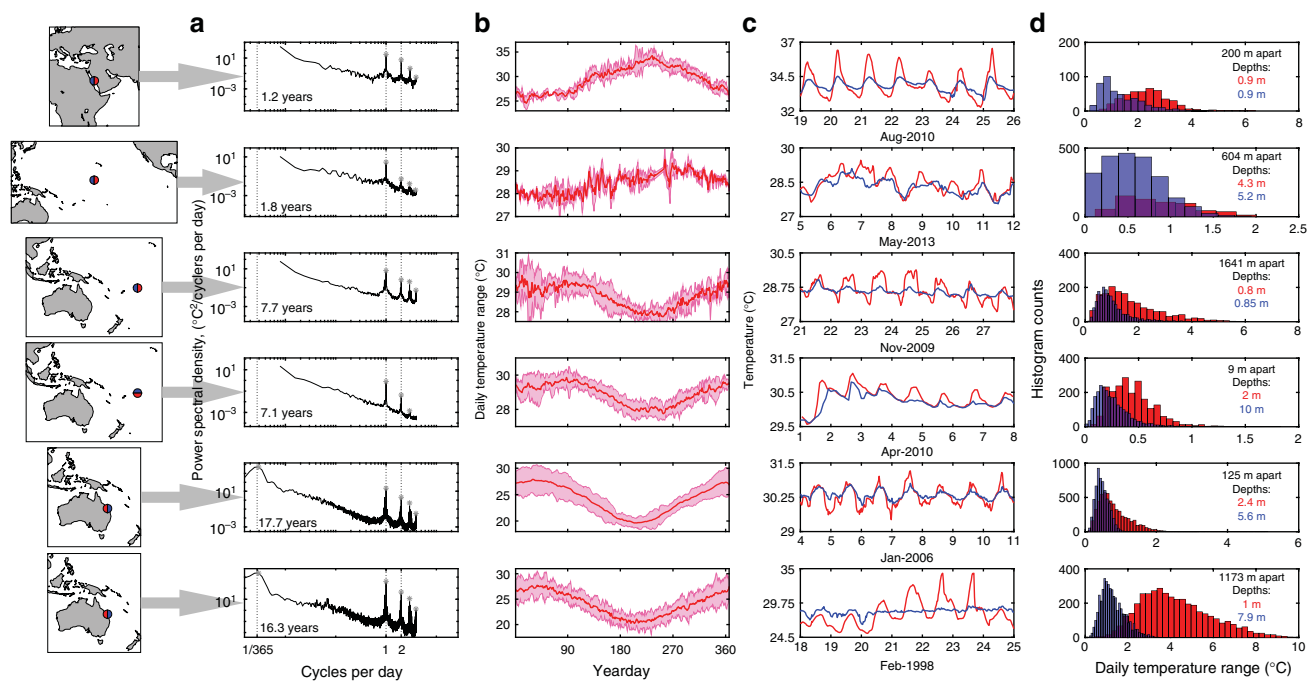 a
b
c
d
Power spectral density, (°C²/cyclers per day)
10¹
10⁻³
1.2 years
10¹
10⁻³
1.8 years
10¹
10⁻³
7.7 years
10¹
10⁻³
7.1 years
10¹
10⁻³
17.7 years
10¹
16.3 years
1/365
1
2
Cycles per day
Daily temperature range (°C)
35
30
25
30
29
28
27
31
30
29
28
31
29
28
30
25
20
30
25
20
90
180
270
360
Yearday
Temperature (°C)
37
34.5
32
19 20 21 22 23 24 25 26
Aug-2010
30
28.5
27
5 6 7 8 9 10 11 12
May-2013
30.5
28.75
27
21 22 23 24 25 26 27
Nov-2009
31.5
30.5
29.5
1 2 3 4 5 6 7 8
Apr-2010
31.5
30.25
29
4 5 6 7 8 9 10 11
Jan-2006
35
29.75
24.5
18 19 20 21 22 23 24 25
Feb-1998
Histogram counts
200
100
0
200 m apart
Depths:
0.9 m
0.9 m
0 2 4 6 8
500
0
604 m apart
Depths:
4.3 m
5.2 m
0 0.5 1 1.5 2 2.5
400
200
0
1641 m apart
Depths:
0.8 m
0.85 m
0 2 4 6 8
400
200
0
9 m apart
Depths:
2 m
10 m
0 0.5 1 1.5 2
1000
500
0
125 m apart
Depths:
2.4 m
5.6 m
0 2 4 6
400
200
0
1173 m apart
Depths:
1 m
7.9 m
0 2 4 6 8 10
Daily temperature range (°C)